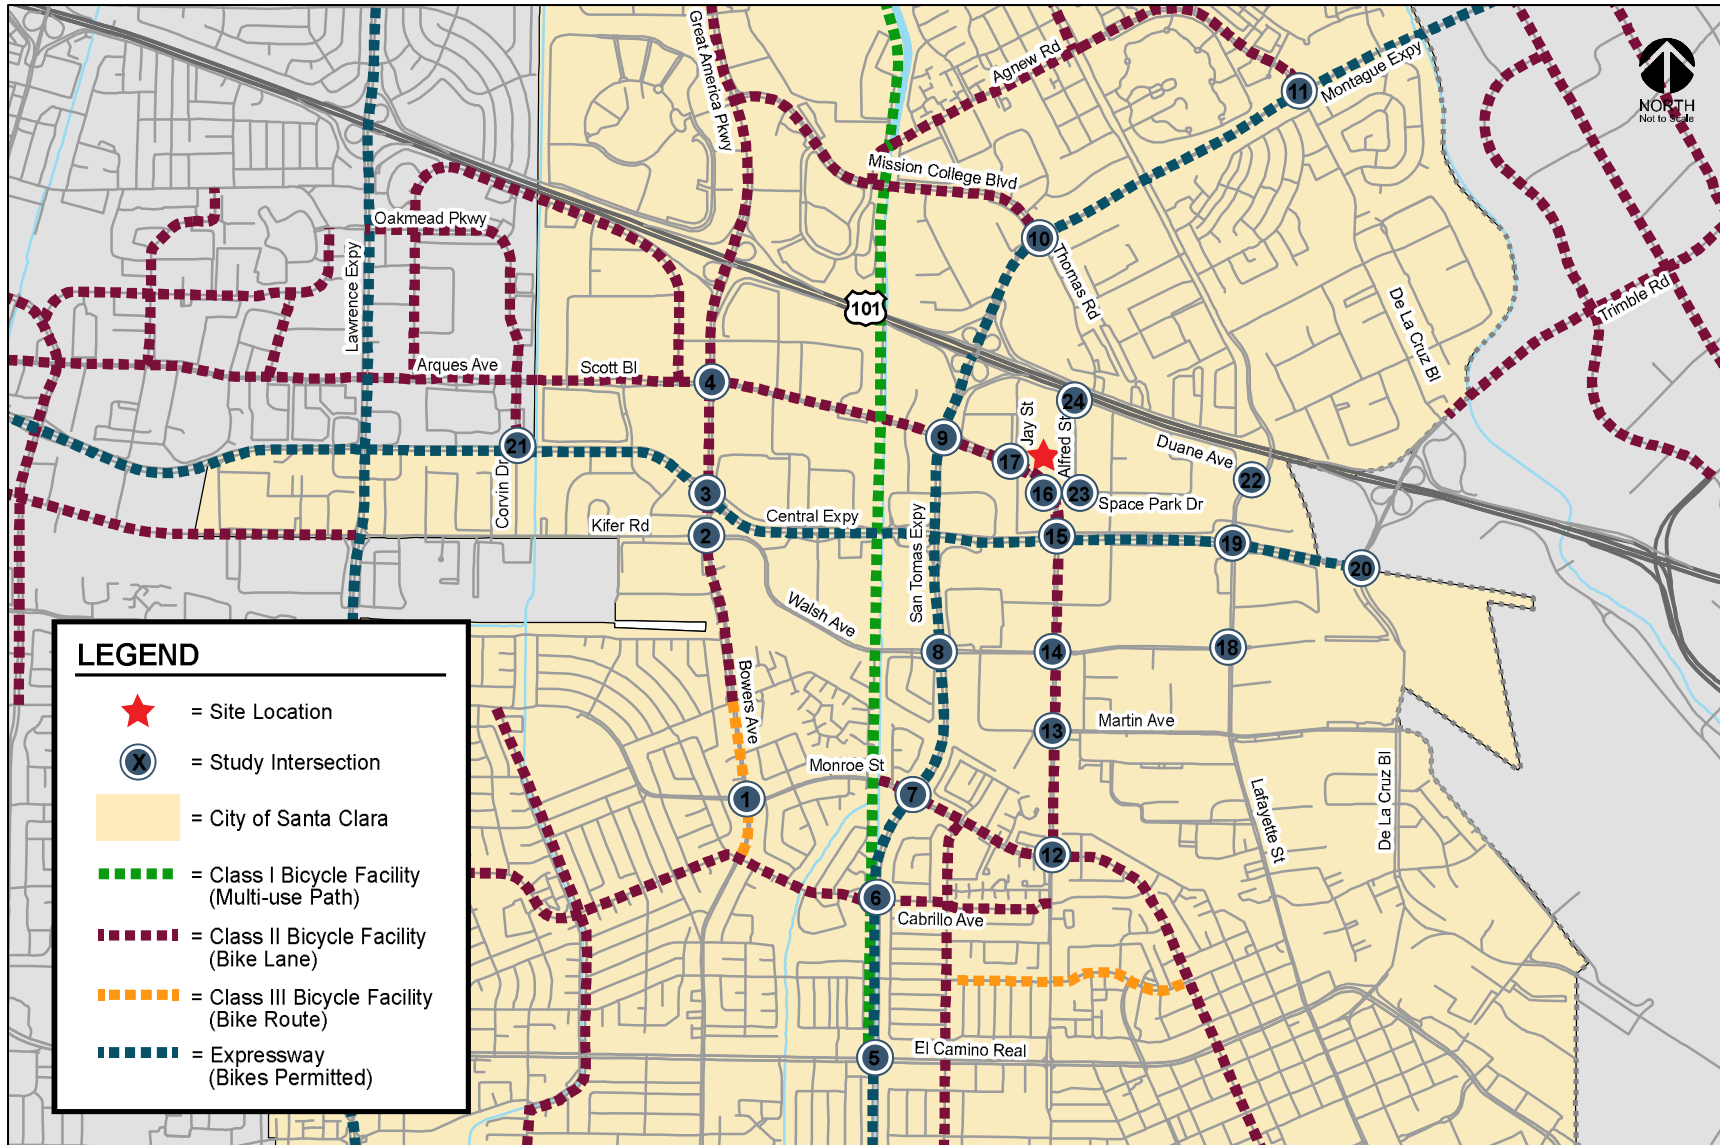 Great America Pkwy
Agnew Rd
11
Montague Expy
NORTH
Not to Scale
Mission College Blvd
Oakmead Pkwy
10
Thomas Rd
Lawrence Expy
101
De La Cruz Bl
Trimble Rd
Arques Ave
Scott Bl
4
24
Jay St
Alfred St
21
9
17
Duane Ave
Corvin Dr
3
16
23
22
Space Park Dr
Kifer Rd
Central Expy
2
San Tomas Expy
15
19
20
Walsh Ave
8
14
18
Bowers Ave
13
Martin Ave
Monroe St
1
7
De La Cruz Bl
Lafayette St
12
6
Cabrillo Ave
5
El Camino Real
LEGEND
= Site Location
X = Study Intersection
= City of Santa Clara
= Class I Bicycle Facility
(Multi-use Path)
= Class II Bicycle Facility
(Bike Lane)
= Class III Bicycle Facility
(Bike Route)
= Expressway
(Bikes Permitted)